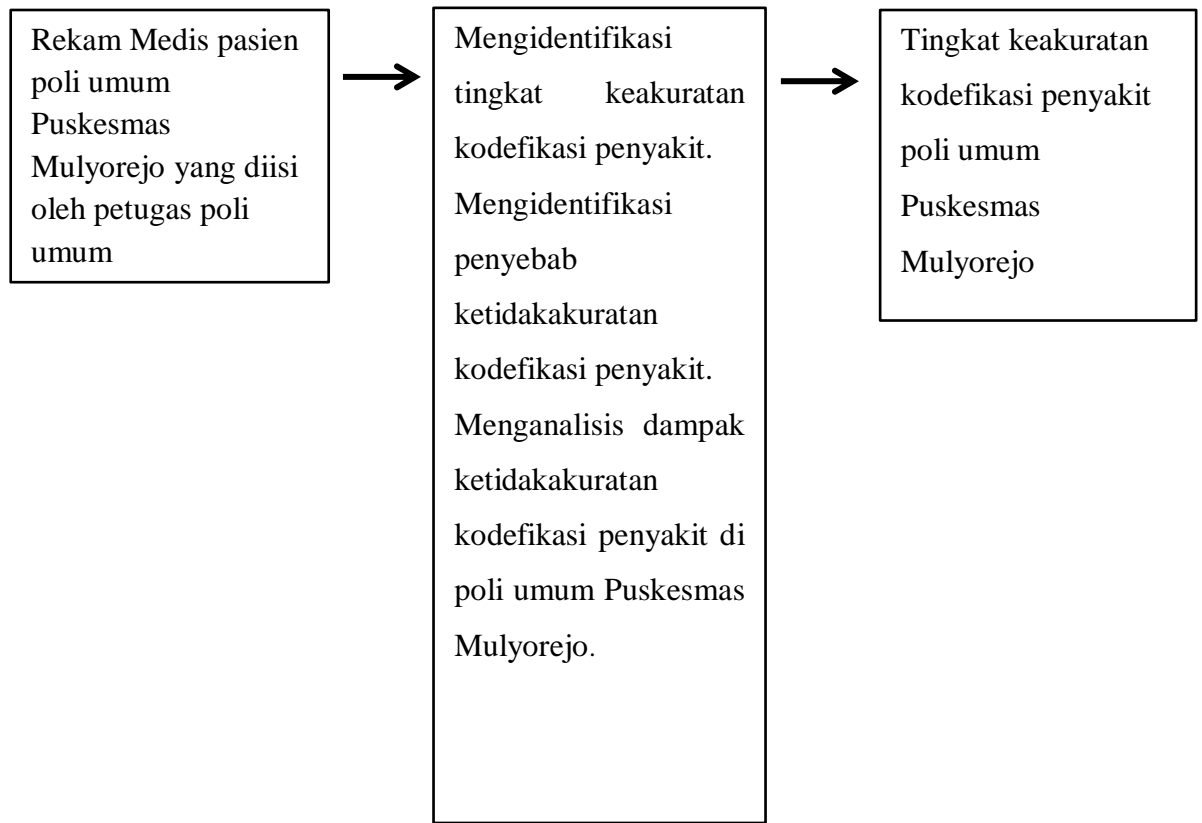 Rekam Medis pasien
poli umum
Puskesmas
Mulyorejo yang diisi
oleh petugas poli
umum
Mengidentifikasi
tingkat keakuratan
kodefikasi penyakit.
Mengidentifikasi
penyebab
ketidakakuratan
kodefikasi penyakit.
Menganalisis dampak
ketidakakuratan
kodefikasi penyakit di
poli umum Puskesmas
Mulyorejo.
Tingkat keakuratan
kodefikasi penyakit
poli umum
Puskesmas
Mulyorejo